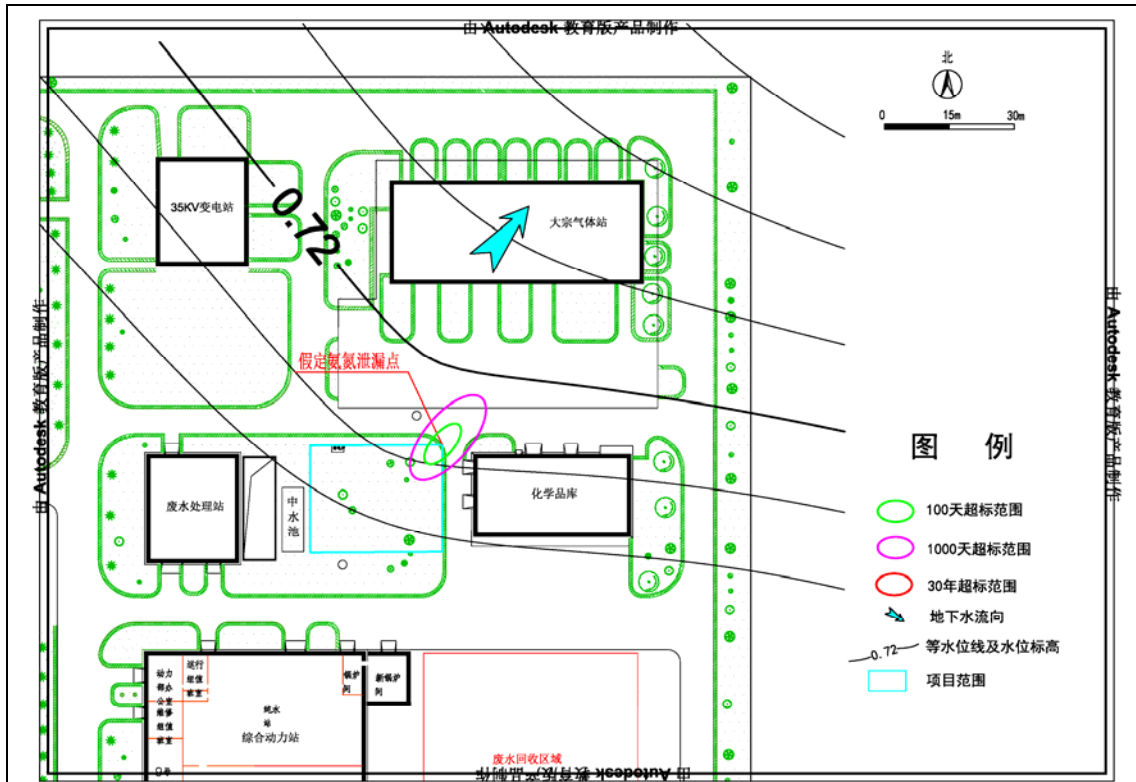 由 Autodesk 教育版产品制作
北
0 15m 30m
35KV变电站
大宗气体站
0.72
假定氨氮泄漏点
由 Autodesk 教育版产品制作
由 Autodesk 教育版产品制作
废水处理站
中水池
化学品库
图 例
100天超标范围
1000天超标范围
30年超标范围
地下水流向
0.72
等水位线及水位标高
项目范围
动力
部办
公室
维修
组值
班室
运行
组值
班室
锅炉
间
新锅炉
间
纯水
站
综合动力站
废水回收区域
由 Autodesk 教育版产品制作